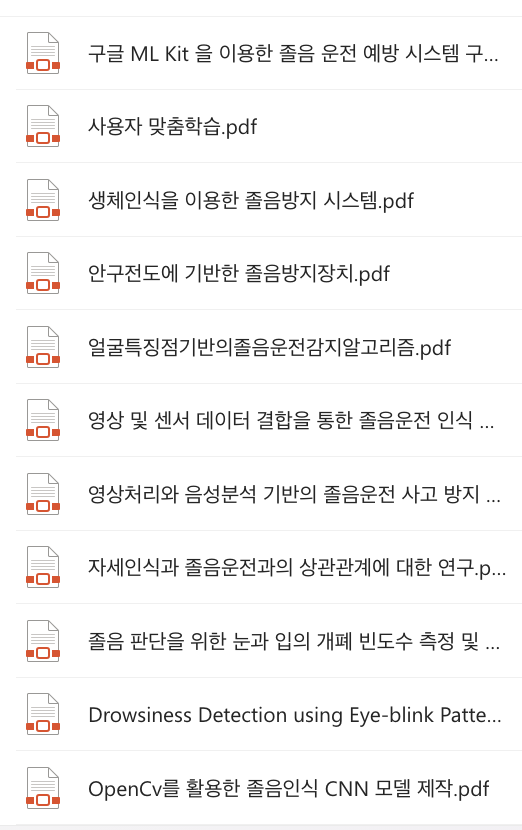 구글 ML Kit 을 이용한 졸음 운전 예방 시스템 구...
사용자 맞춤학습.pdf
생체인식을 이용한 졸음방지 시스템.pdf
안구전도에 기반한 졸음방지장치.pdf
얼굴특징점기반의졸음운전감지알고리즘.pdf
영상 및 센서 데이터 결합을 통한 졸음운전 인식 ...
영상처리와 음성분석 기반의 졸음운전 사고 방지 ...
자세인식과 졸음운전과의 상관관계에 대한 연구.p...
졸음 판단을 위한 눈과 입의 개폐 빈도수 측정 및 ...
Drowsiness Detection using Eye-blink Patte...
OpenCv를 활용한 졸음인식 CNN 모델 제작.pdf